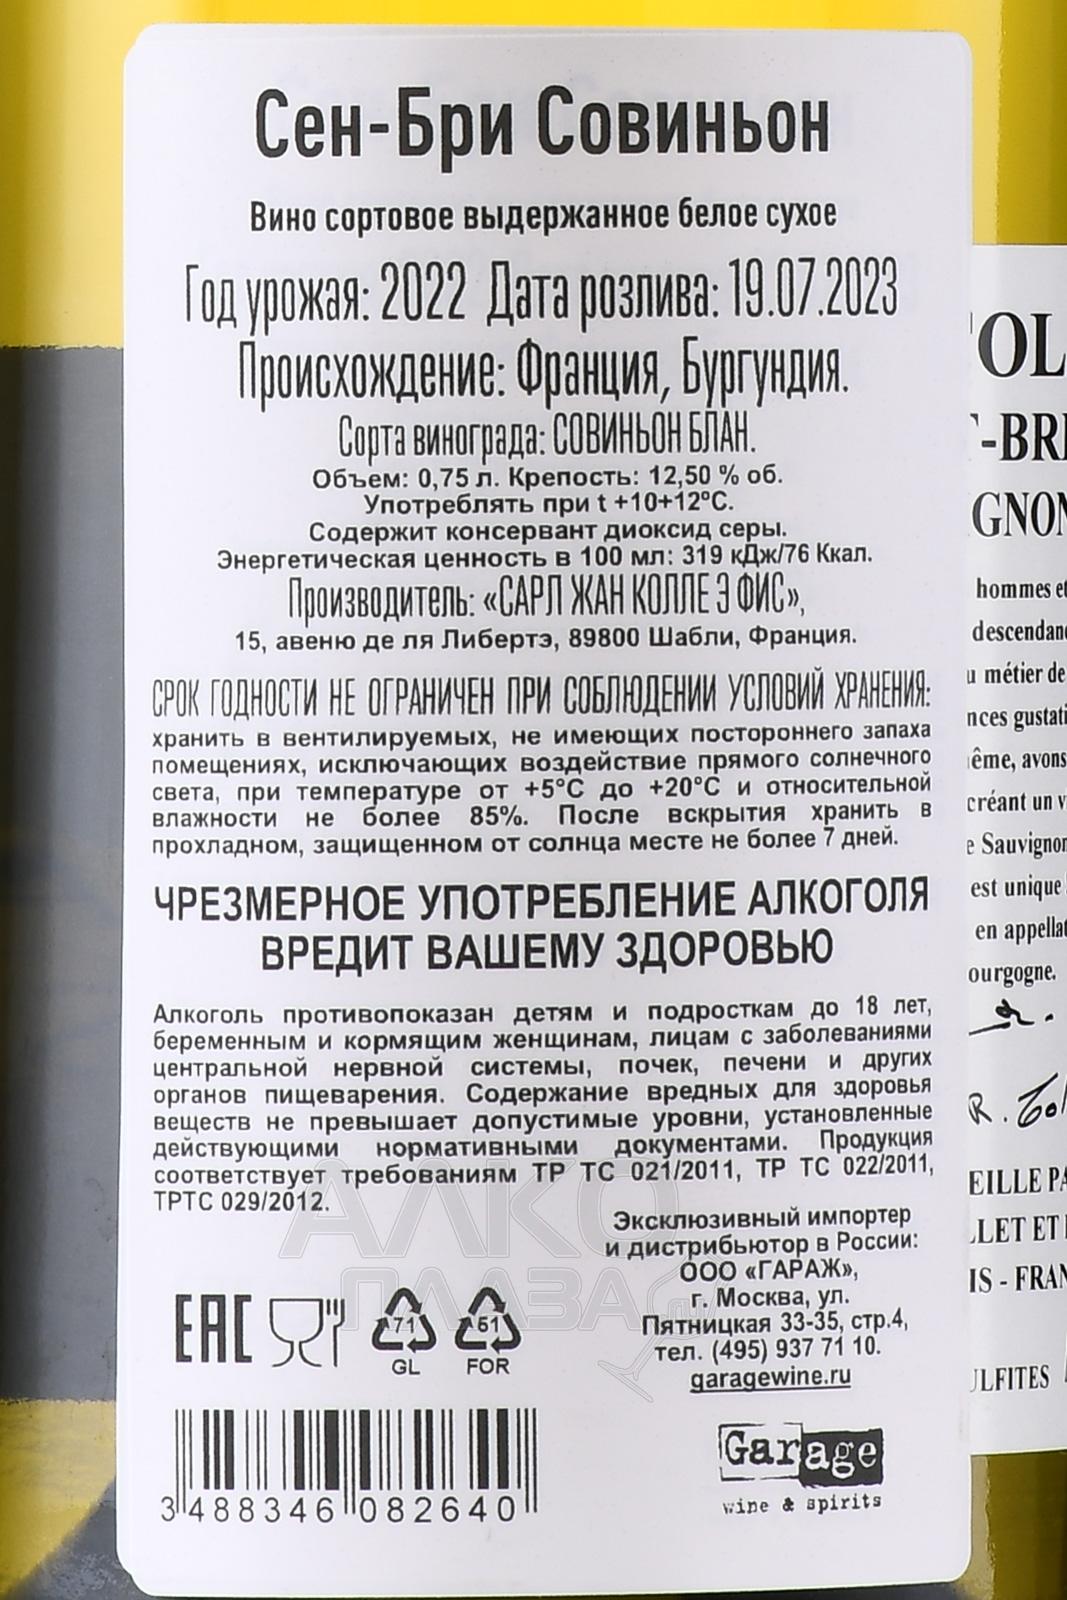 Сен-Бри Совиньон
Вино сортовое выдержанное белое сухое
Год урожая: 2022 Дата розлива: 19.07.2023
Происхождение: Франция, Бургундия.
Сорта винограда: СОВИНЬОН БЛАН.
Объем: 0,75 л. Крепость: 12,50 % об.
Употреблять при t +10+12ºС.
Содержит консервант диоксид серы.
Энергетическая ценность в 100 мл: 319 кДж/76 Ккал.
Производитель: «САРЛ ЖАН КОЛЛЕ Э ФИС»,
15, авеню де ля Либертэ, 89800 Шабли, Франция.
СРОК ГОДНОСТИ НЕ ОГРАНИЧЕН ПРИ СОБЛЮДЕНИИ УСЛОВИЙ ХРАНЕНИЯ:
хранить в вентилируемых, не имеющих постороннего запаха
помещениях, исключающих воздействие прямого солнечного
света, при температуре от +5°С до +20°С и относительной
влажности не более 85%. После вскрытия хранить в
прохладном, защищенном от солнца месте не более 7 дней.
ЧРЕЗМЕРНОЕ УПОТРЕБЛЕНИЕ АЛКОГОЛЯ
ВРЕДИТ ВАШЕМУ ЗДОРОВЬЮ
Алкоголь противопоказан детям и подросткам до 18 лет,
беременным и кормящим женщинам, лицам с заболеваниями
центральной нервной системы, почек, печени и других
органов пищеварения. Содержание вредных для здоровья
веществ не превышает допустимые уровни, установленные
действующими нормативными документами. Продукция
соответствует требованиям ТР ТС 021/2011, ТР ТС 022/2011,
ТРТС 029/2012.
Эксклюзивный импортер
и дистрибьютор в России:
ООО «ГАРАЖ»,
г. Москва, ул.
Пятницкая 33-35, стр.4,
тел. (495) 937 71 10.
garagewine.ru
EAC
71
GL
51
FOR
3 488346 082640
Garage
wine & spirits
АЛКО
ПЛАЗА
.ru
OL
-BRI
GNON
hommes et
descendan
métier de
nces gustati
ême, avons
créant un v
e Sauvignon
est unique
en appellat
ourgogne.
R.
EILLE PA
LLET ET
IS - FRAN
ULFITES